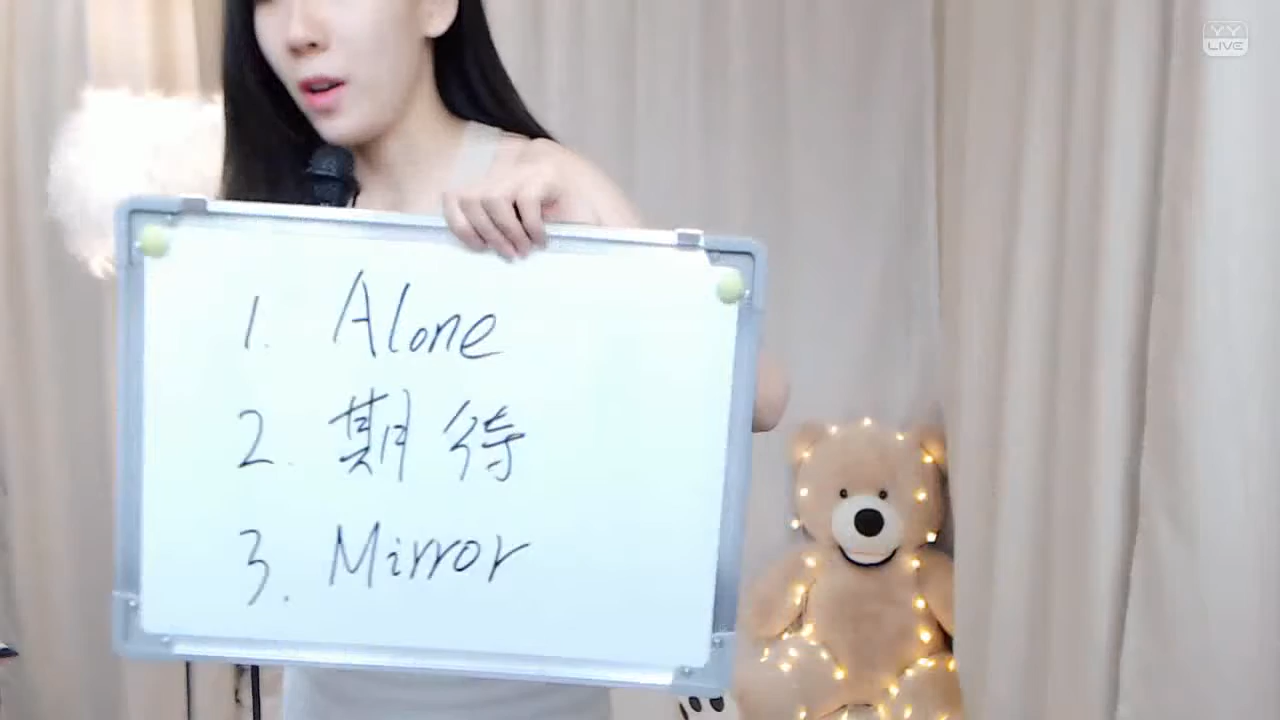 YY
LIVE
1. Alone
2. 期待
3. Mirror